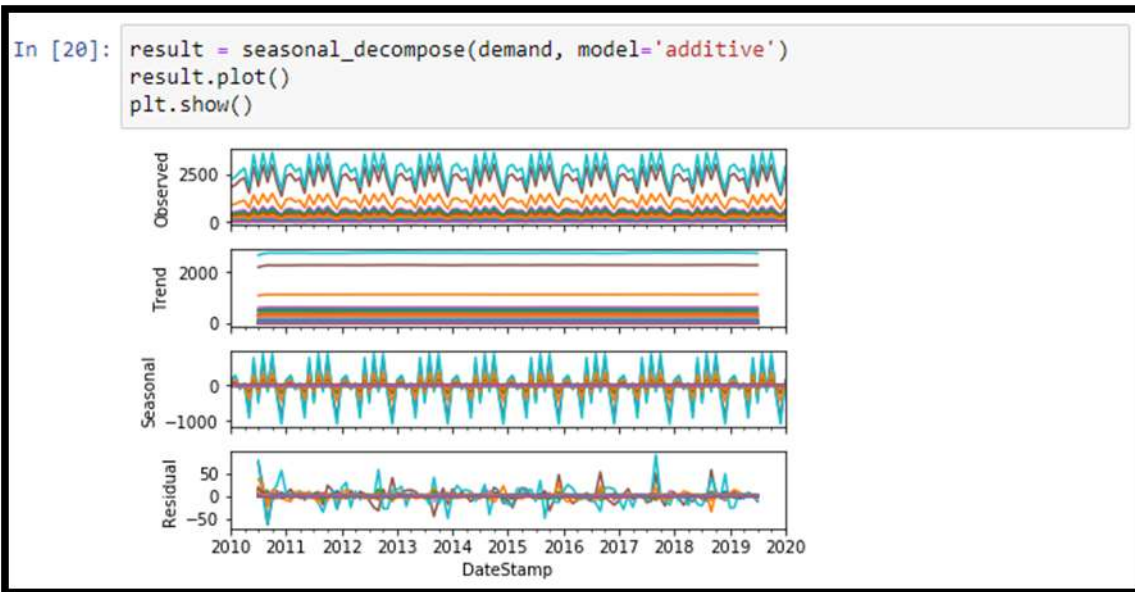 In [20]: result = seasonal_decompose(demand, model='additive')
result.plot()
plt.show()
Observed
2500
0
Trend
2000
0
Seasonal
0
−1000
Residual
50
0
−50
2010 2011 2012 2013 2014 2015 2016 2017 2018 2019 2020
DateStamp